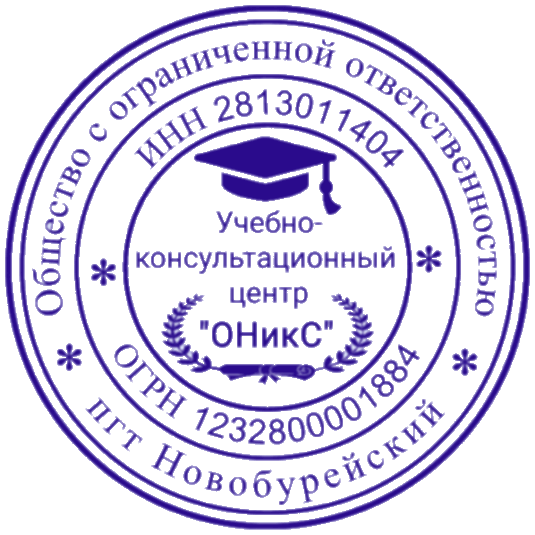 Общество с ограниченной ответственностью
ИНН 2813011404
Учебно-
консультационный
центр
"ОНикС"
ОГРН 1232800001884
пгт Новобурейский